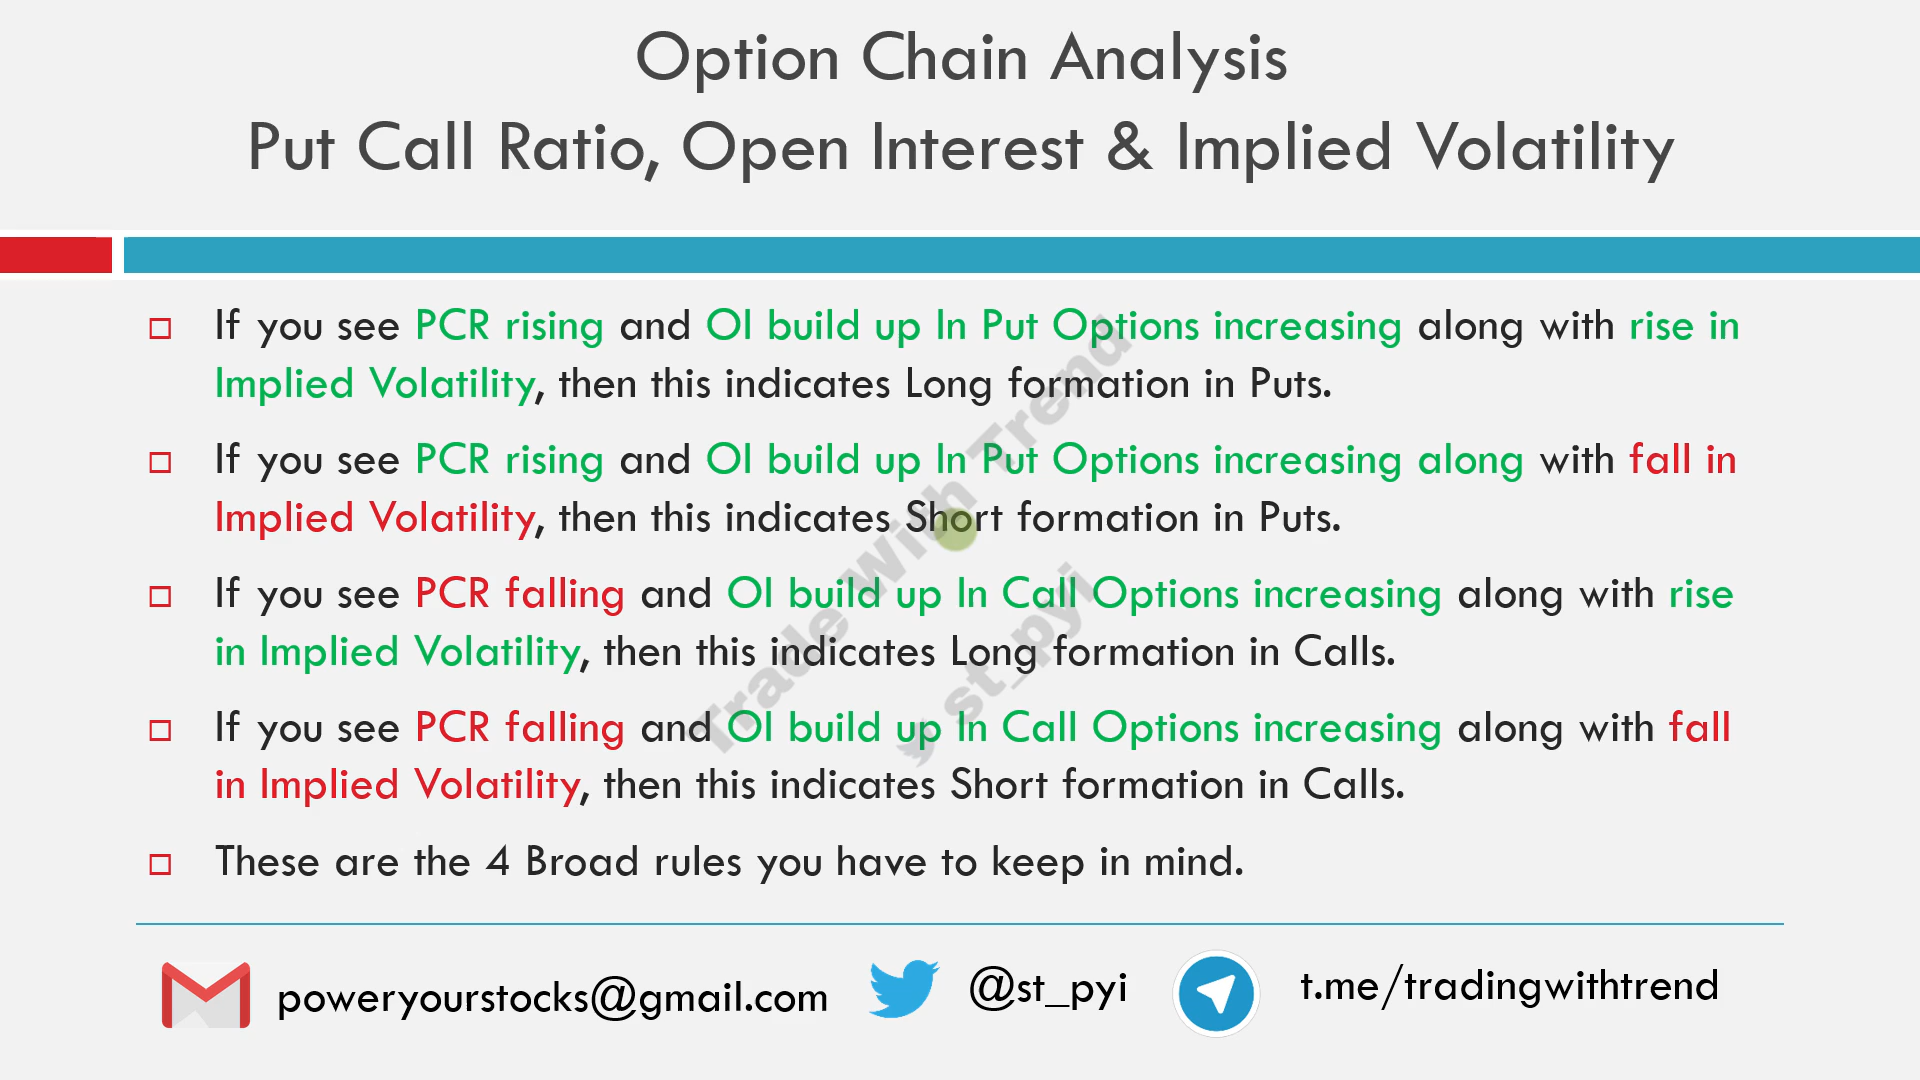 Option Chain Analysis
Put Call Ratio, Open Interest & Implied Volatility
If you see PCR rising and OI build up In Put Options increasing along with rise in
Implied Volatility, then this indicates Long formation in Puts.
If you see PCR rising and OI build up In Put Options increasing along with fall in
Implied Volatility, then this indicates Short formation in Puts.
If you see PCR falling and OI build up In Call Options increasing along with rise
in Implied Volatility, then this indicates Long formation in Calls.
If you see PCR falling and OI build up In Call Options increasing along with fall
in Implied Volatility, then this indicates Short formation in Calls.
These are the 4 Broad rules you have to keep in mind.
Trade With Trend
st_pyi
poweryourstocks@gmail.com
@st_pyi
t.me/tradingwithtrend